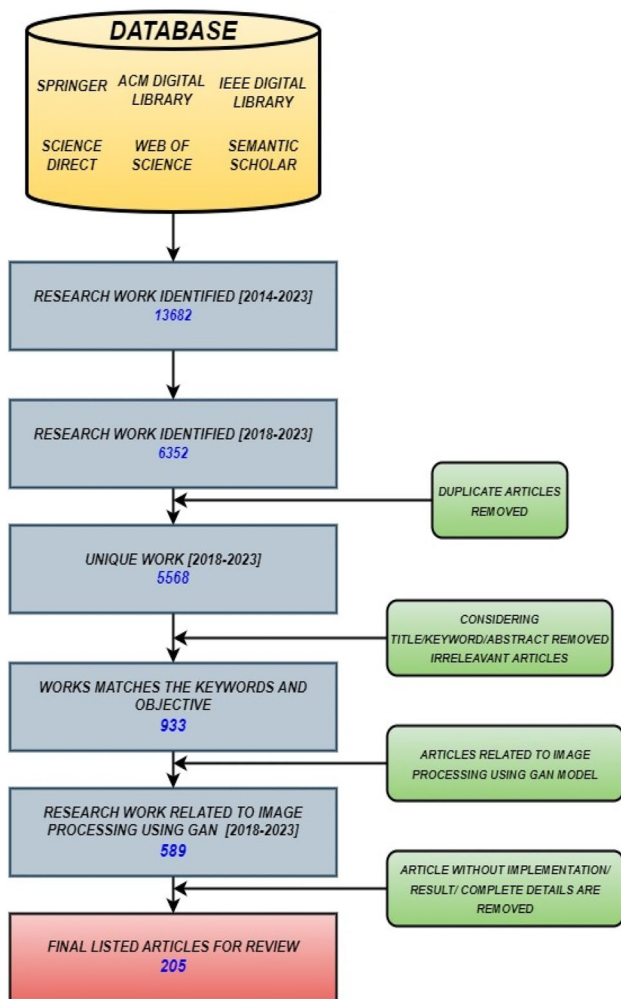 DATABASE
SPRINGER
ACM DIGITAL
LIBRARY
IEEE DIGITAL
LIBRARY
SCIENCE
DIRECT
WEB OF
SCIENCE
SEMANTIC
SCHOLAR
RESEARCH WORK IDENTIFIED [2014-2023]
13682
RESEARCH WORK IDENTIFIED [2018-2023]
6352
DUPLICATE ARTICLES
REMOVED
UNIQUE WORK [2018-2023]
5568
CONSIDERING
TITLE/KEYWORD/ABSTRACT REMOVED
IRRELEAVANT ARTICLES
WORKS MATCHES THE KEYWORDS AND
OBJECTIVE
933
ARTICLES RELATED TO IMAGE
PROCESSING USING GAN MODEL
RESEARCH WORK RELATED TO IMAGE
PROCESSING USING GAN [2018-2023]
589
ARTICLE WITHOUT IMPLEMENTATION/
RESULT/ COMPLETE DETAILS ARE
REMOVED
FINAL LISTED ARTICLES FOR REVIEW
205